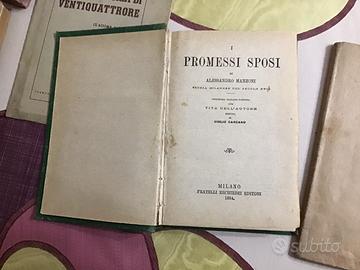 VENTIQUATTRORE
I
PROMESSI SPOSI
DI
ALESSANDRO MANZONI
STORIA MILANESE DEL SECOLO XVII
VITA DELL'AUTORE
GIULIO CARCANO
MILANO
FRATELLI RECHIEDEI EDITORI
1884.
subito